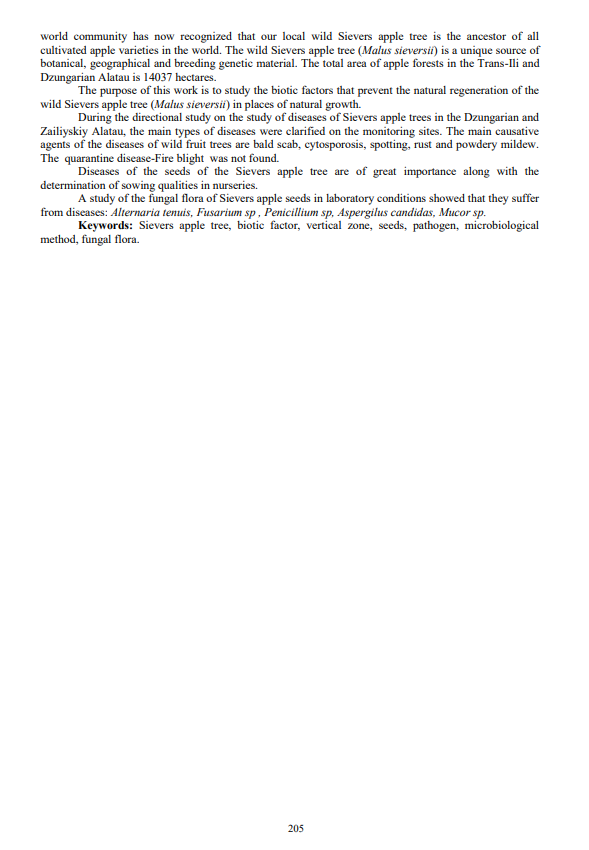 world community has now recognized that our local wild Sievers apple tree is the ancestor of all
cultivated apple varieties in the world. The wild Sievers apple tree (Malus sieversii) is a unique source of
botanical, geographical and breeding genetic material. The total area of apple forests in the Trans-Ili and
Dzungarian Alatau is 14037 hectares.
The purpose of this work is to study the biotic factors that prevent the natural regeneration of the
wild Sievers apple tree (Malus sieversii) in places of natural growth.
During the directional study on the study of diseases of Sievers apple trees in the Dzungarian and
Zailiyskiy Alatau, the main types of diseases were clarified on the monitoring sites. The main causative
agents of the diseases of wild fruit trees are bald scab, cytosporosis, spotting, rust and powdery mildew.
The quarantine disease-Fire blight was not found.
Diseases of the seeds of the Sievers apple tree are of great importance along with the
determination of sowing qualities in nurseries.
A study of the fungal flora of Sievers apple seeds in laboratory conditions showed that they suffer
from diseases: Alternaria tenuis, Fusarium sp , Penicillium sp, Aspergilus candidas, Mucor sp.
Keywords: Sievers apple tree, biotic factor, vertical zone, seeds, pathogen, microbiological
method, fungal flora.
205